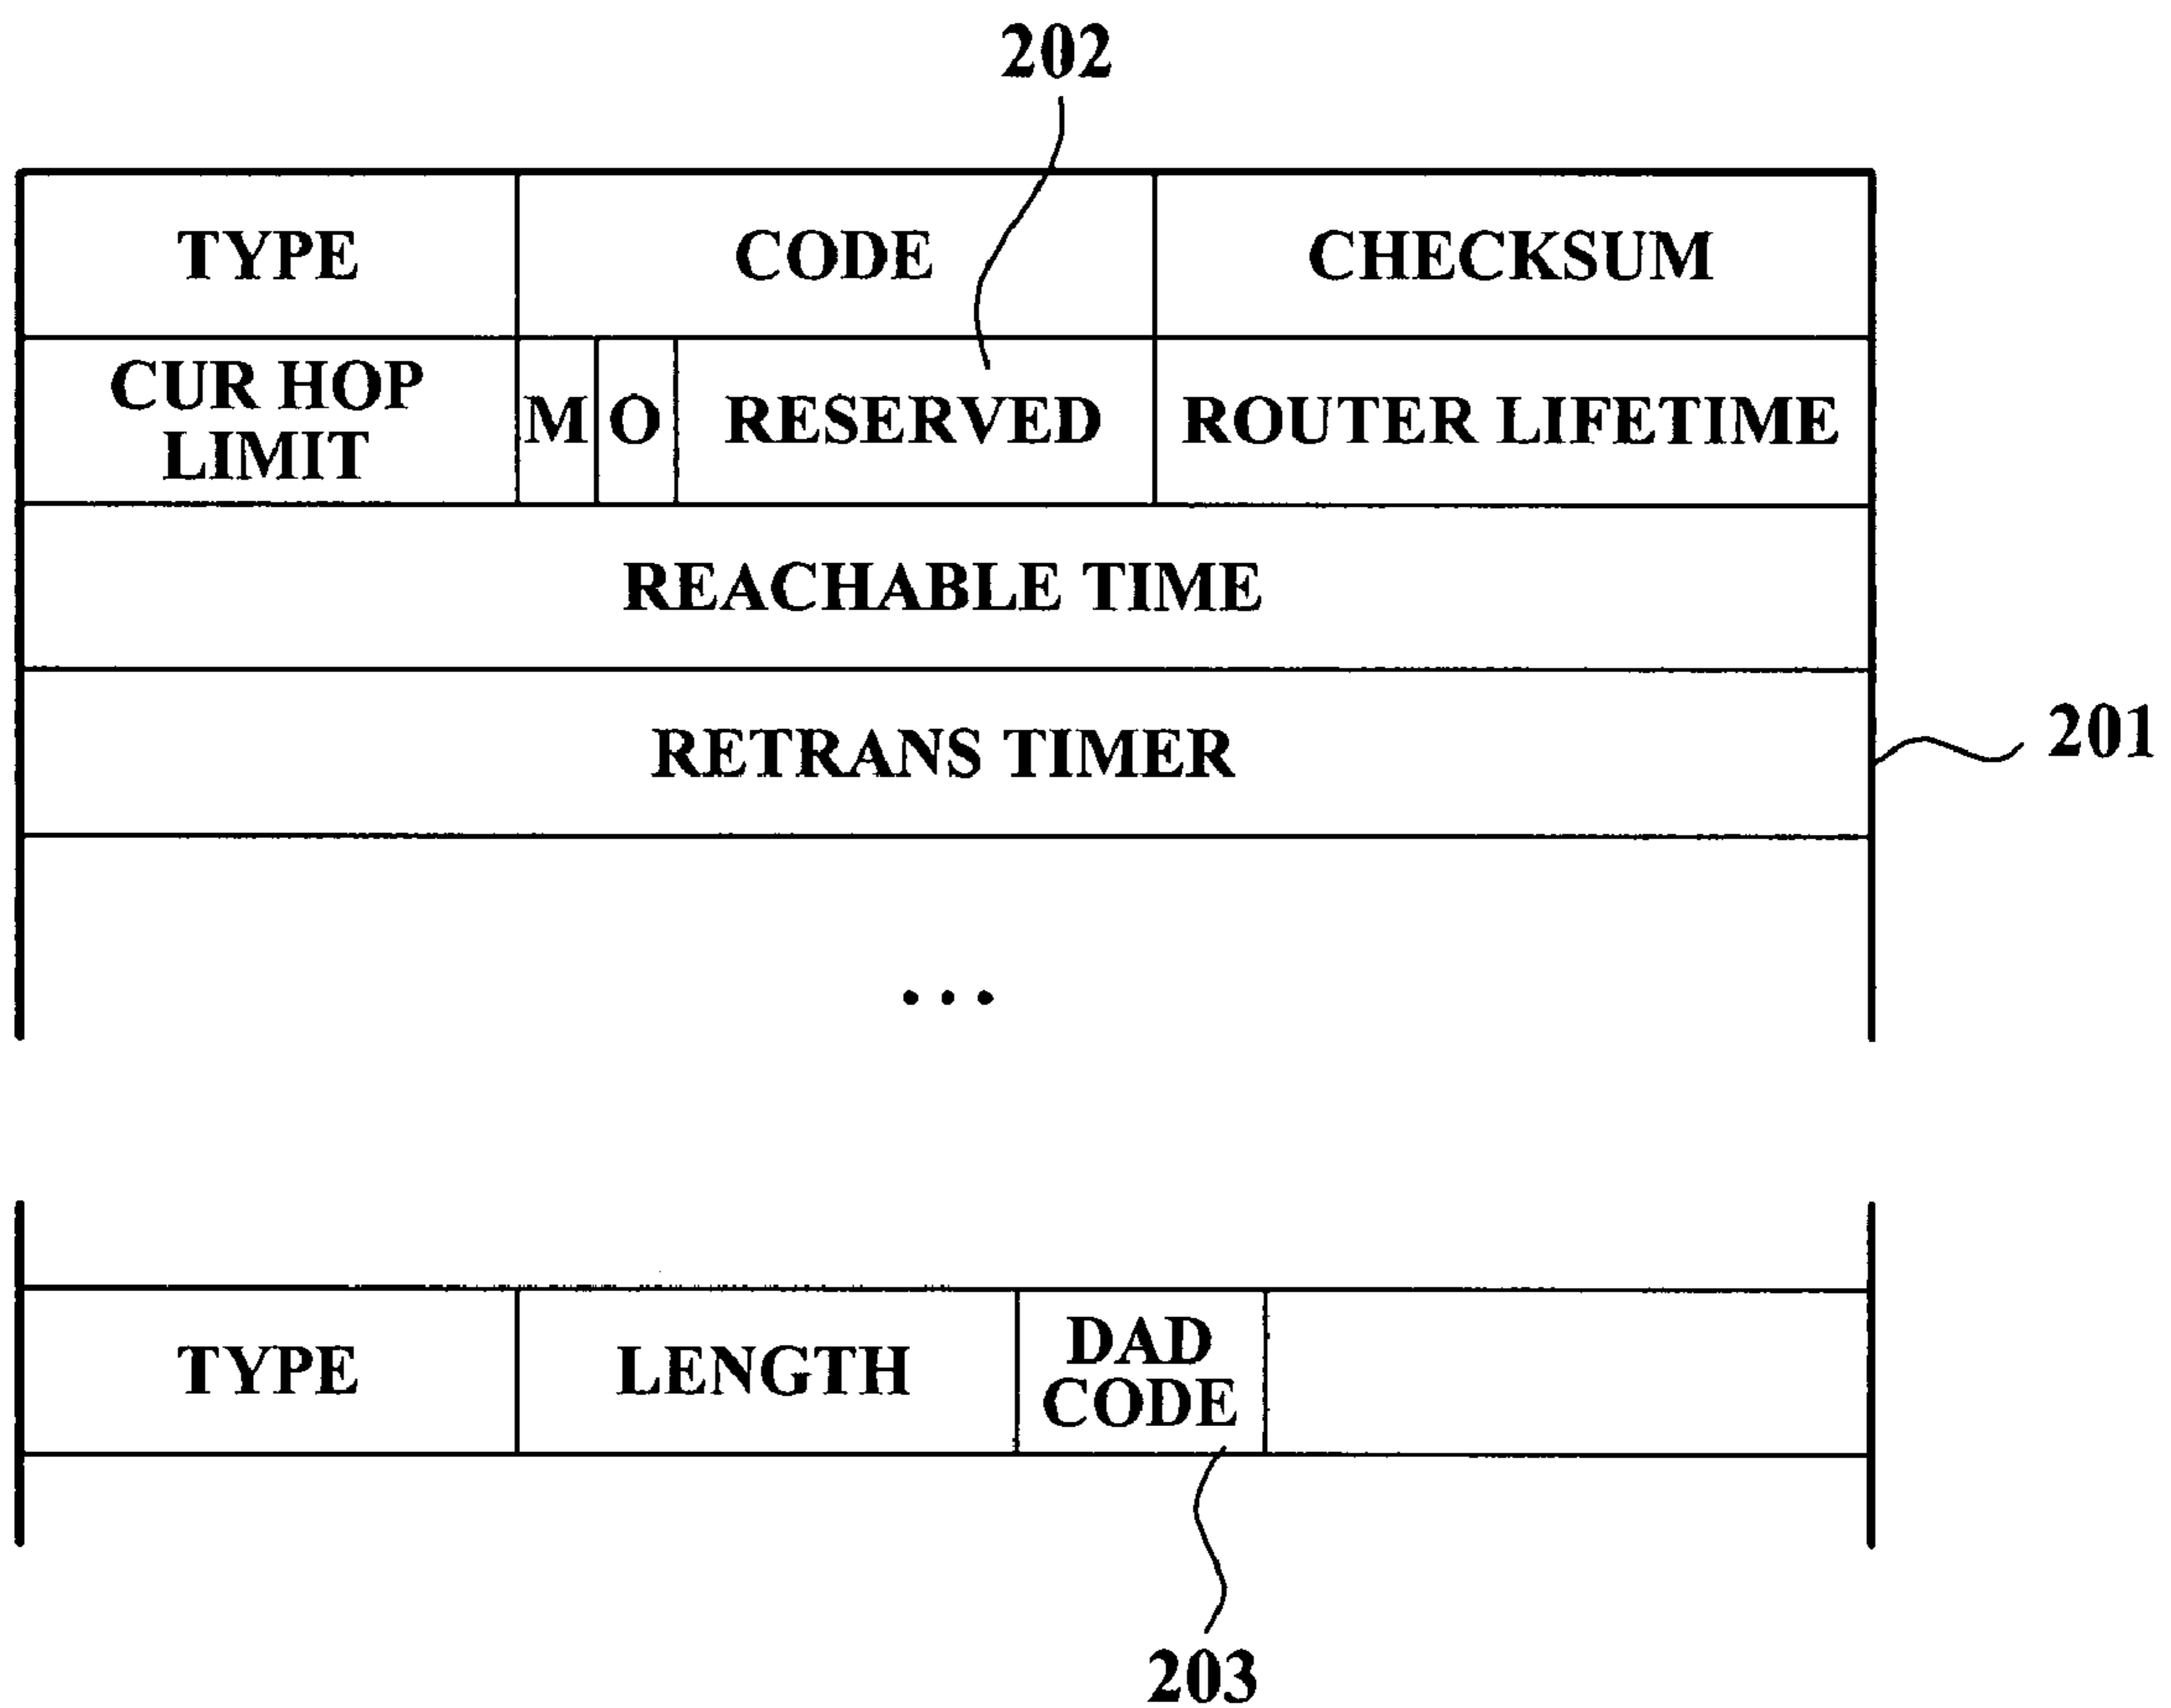 202
TYPE CODE CHECKSUM
CUR HOP
LIMIT
M O RESERVED ROUTER LIFETIME
REACHABLE TIME
RETRANS TIMER
201
...
TYPE LENGTH
DAD
CODE
203